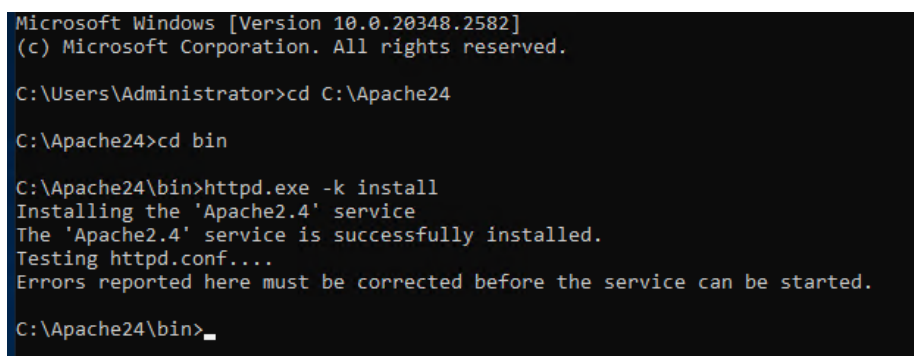 Microsoft Windows [Version 10.0.20348.2582]
(c) Microsoft Corporation. All rights reserved.
C:\Users\Administrator>cd C:\Apache24
C:\Apache24>cd bin
C:\Apache24\bin>httpd.exe -k install
Installing the 'Apache2.4' service
The 'Apache2.4' service is successfully installed.
Testing httpd.conf....
Errors reported here must be corrected before the service can be started.
C:\Apache24\bin>